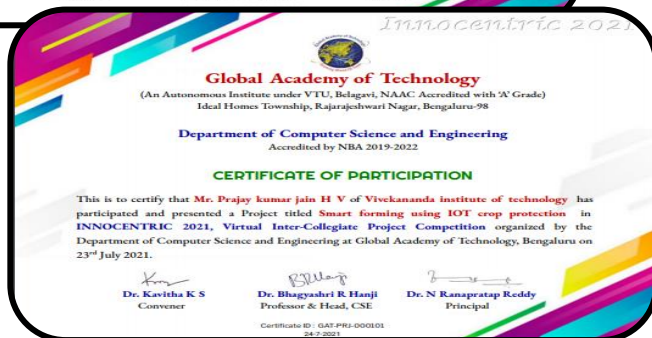 Innocentric 2021
Global Academy of Technology
(An Autonomous Institute under VTU, Belagavi, NAAC Accredited with 'A' Grade)
Ideal Homes Township, Rajarajeshwari Nagar, Bengaluru-98
Department of Computer Science and Engineering
Accredited by NBA 2019-2022
CERTIFICATE OF PARTICIPATION
This is to certify that Mr. Prajay kumar jain H V of Vivekananda institute of technology has
participated and presented a Project titled Smart forming using IOT crop protection in
INNOCENTRIC 2021, Virtual Inter-Collegiate Project Competition organized by the
Department of Computer Science and Engineering at Global Academy of Technology, Bengaluru on
23rd July 2021.
Dr. Kavitha K S Dr. Bhagyashri R Hanji Dr. N Ranapratap Reddy
Convener Professor & Head, CSE Principal
Certificate ID : GAT-PRJ-000101
24-7-2021